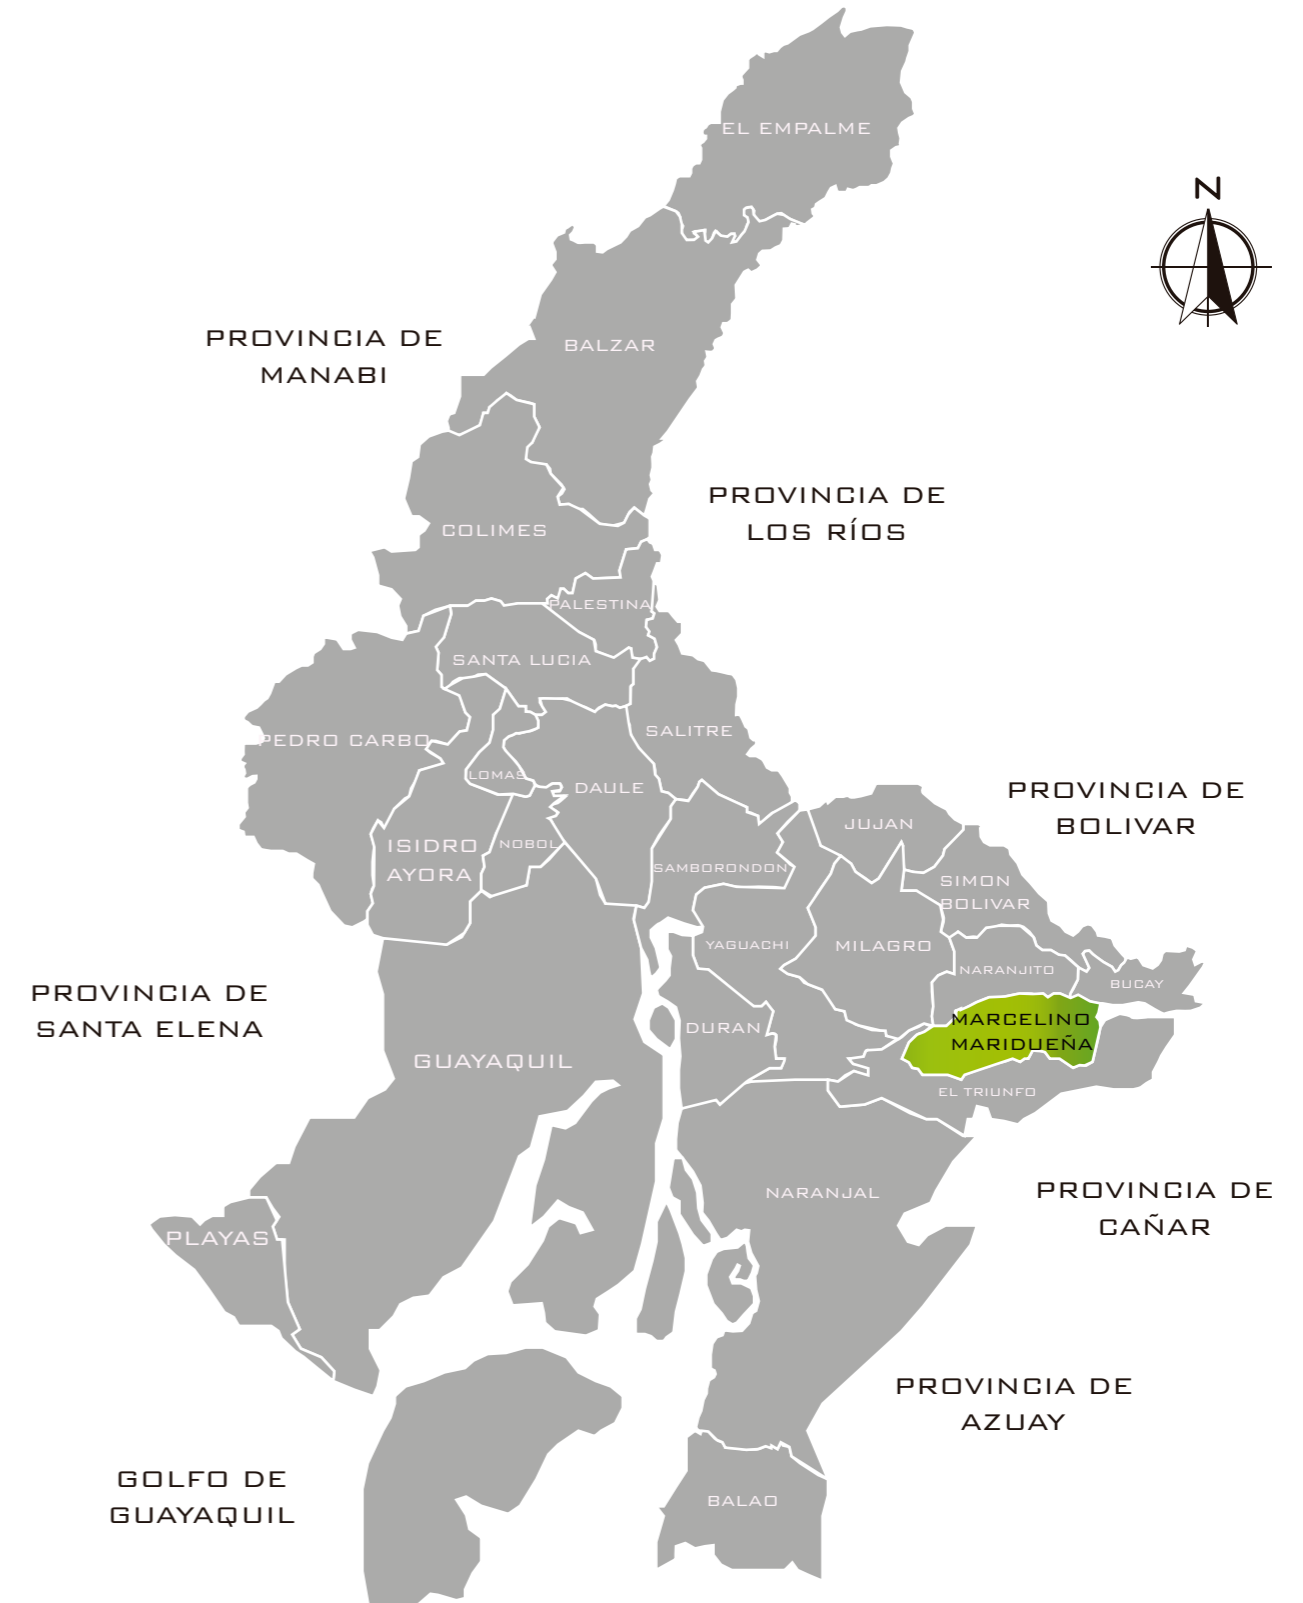 EL EMPALME
N
BALZAR
PROVINCIA DE
MANABI
PROVINCIA DE
LOS RÍOS
COLIMES
PALESTINA
SANTA LUCIA
PEDRO CARBO
SALITRE
LOMAS
DAULE
PROVINCIA DE
BOLIVAR
JUJAN
ISIDRO
AYORA
NOBOL
SAMBORONDON
SIMON
BOLIVAR
YAGUACHI
MILAGRO
NARANJITO
BUCAY
PROVINCIA DE
SANTA ELENA
MARCELINO
MARIDUEÑA
DURAN
GUAYAQUIL
EL TRIUNFO
NARANJAL
PROVINCIA DE
CAÑAR
PLAYAS
PROVINCIA DE
AZUAY
GOLFO DE
GUAYAQUIL
BALAO